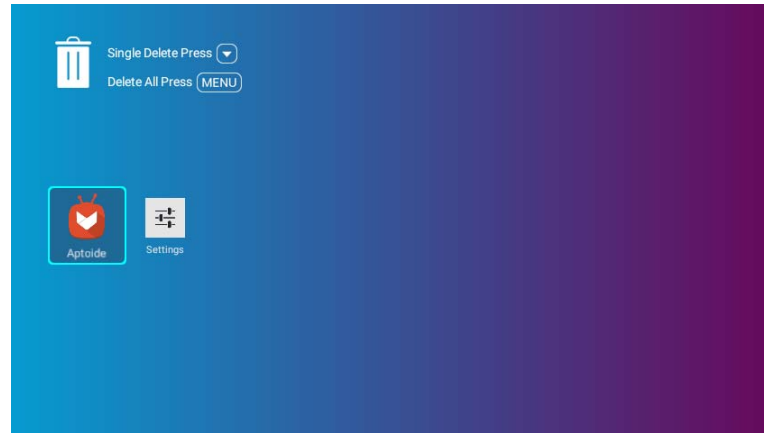 Single Delete Press
Delete All Press MENU
Aptoide
Settings